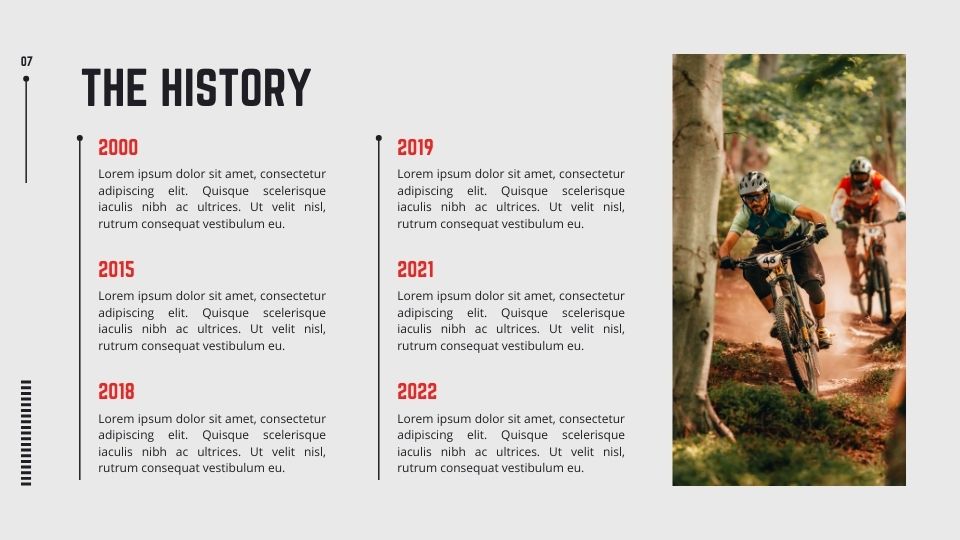 07
THE HISTORY
2000
Lorem ipsum dolor sit amet, consectetur
adipiscing elit. Quisque scelerisque
iaculis nibh ac ultrices. Ut velit nisl,
rutrum consequat vestibulum eu.
2015
Lorem ipsum dolor sit amet, consectetur
adipiscing elit. Quisque scelerisque
iaculis nibh ac ultrices. Ut velit nisl,
rutrum consequat vestibulum eu.
2018
Lorem ipsum dolor sit amet, consectetur
adipiscing elit. Quisque scelerisque
iaculis nibh ac ultrices. Ut velit nisl,
rutrum consequat vestibulum eu.
2019
Lorem ipsum dolor sit amet, consectetur
adipiscing elit. Quisque scelerisque
iaculis nibh ac ultrices. Ut velit nisl,
rutrum consequat vestibulum eu.
2021
Lorem ipsum dolor sit amet, consectetur
adipiscing elit. Quisque scelerisque
iaculis nibh ac ultrices. Ut velit nisl,
rutrum consequat vestibulum eu.
2022
Lorem ipsum dolor sit amet, consectetur
adipiscing elit. Quisque scelerisque
iaculis nibh ac ultrices. Ut velit nisl,
rutrum consequat vestibulum eu.